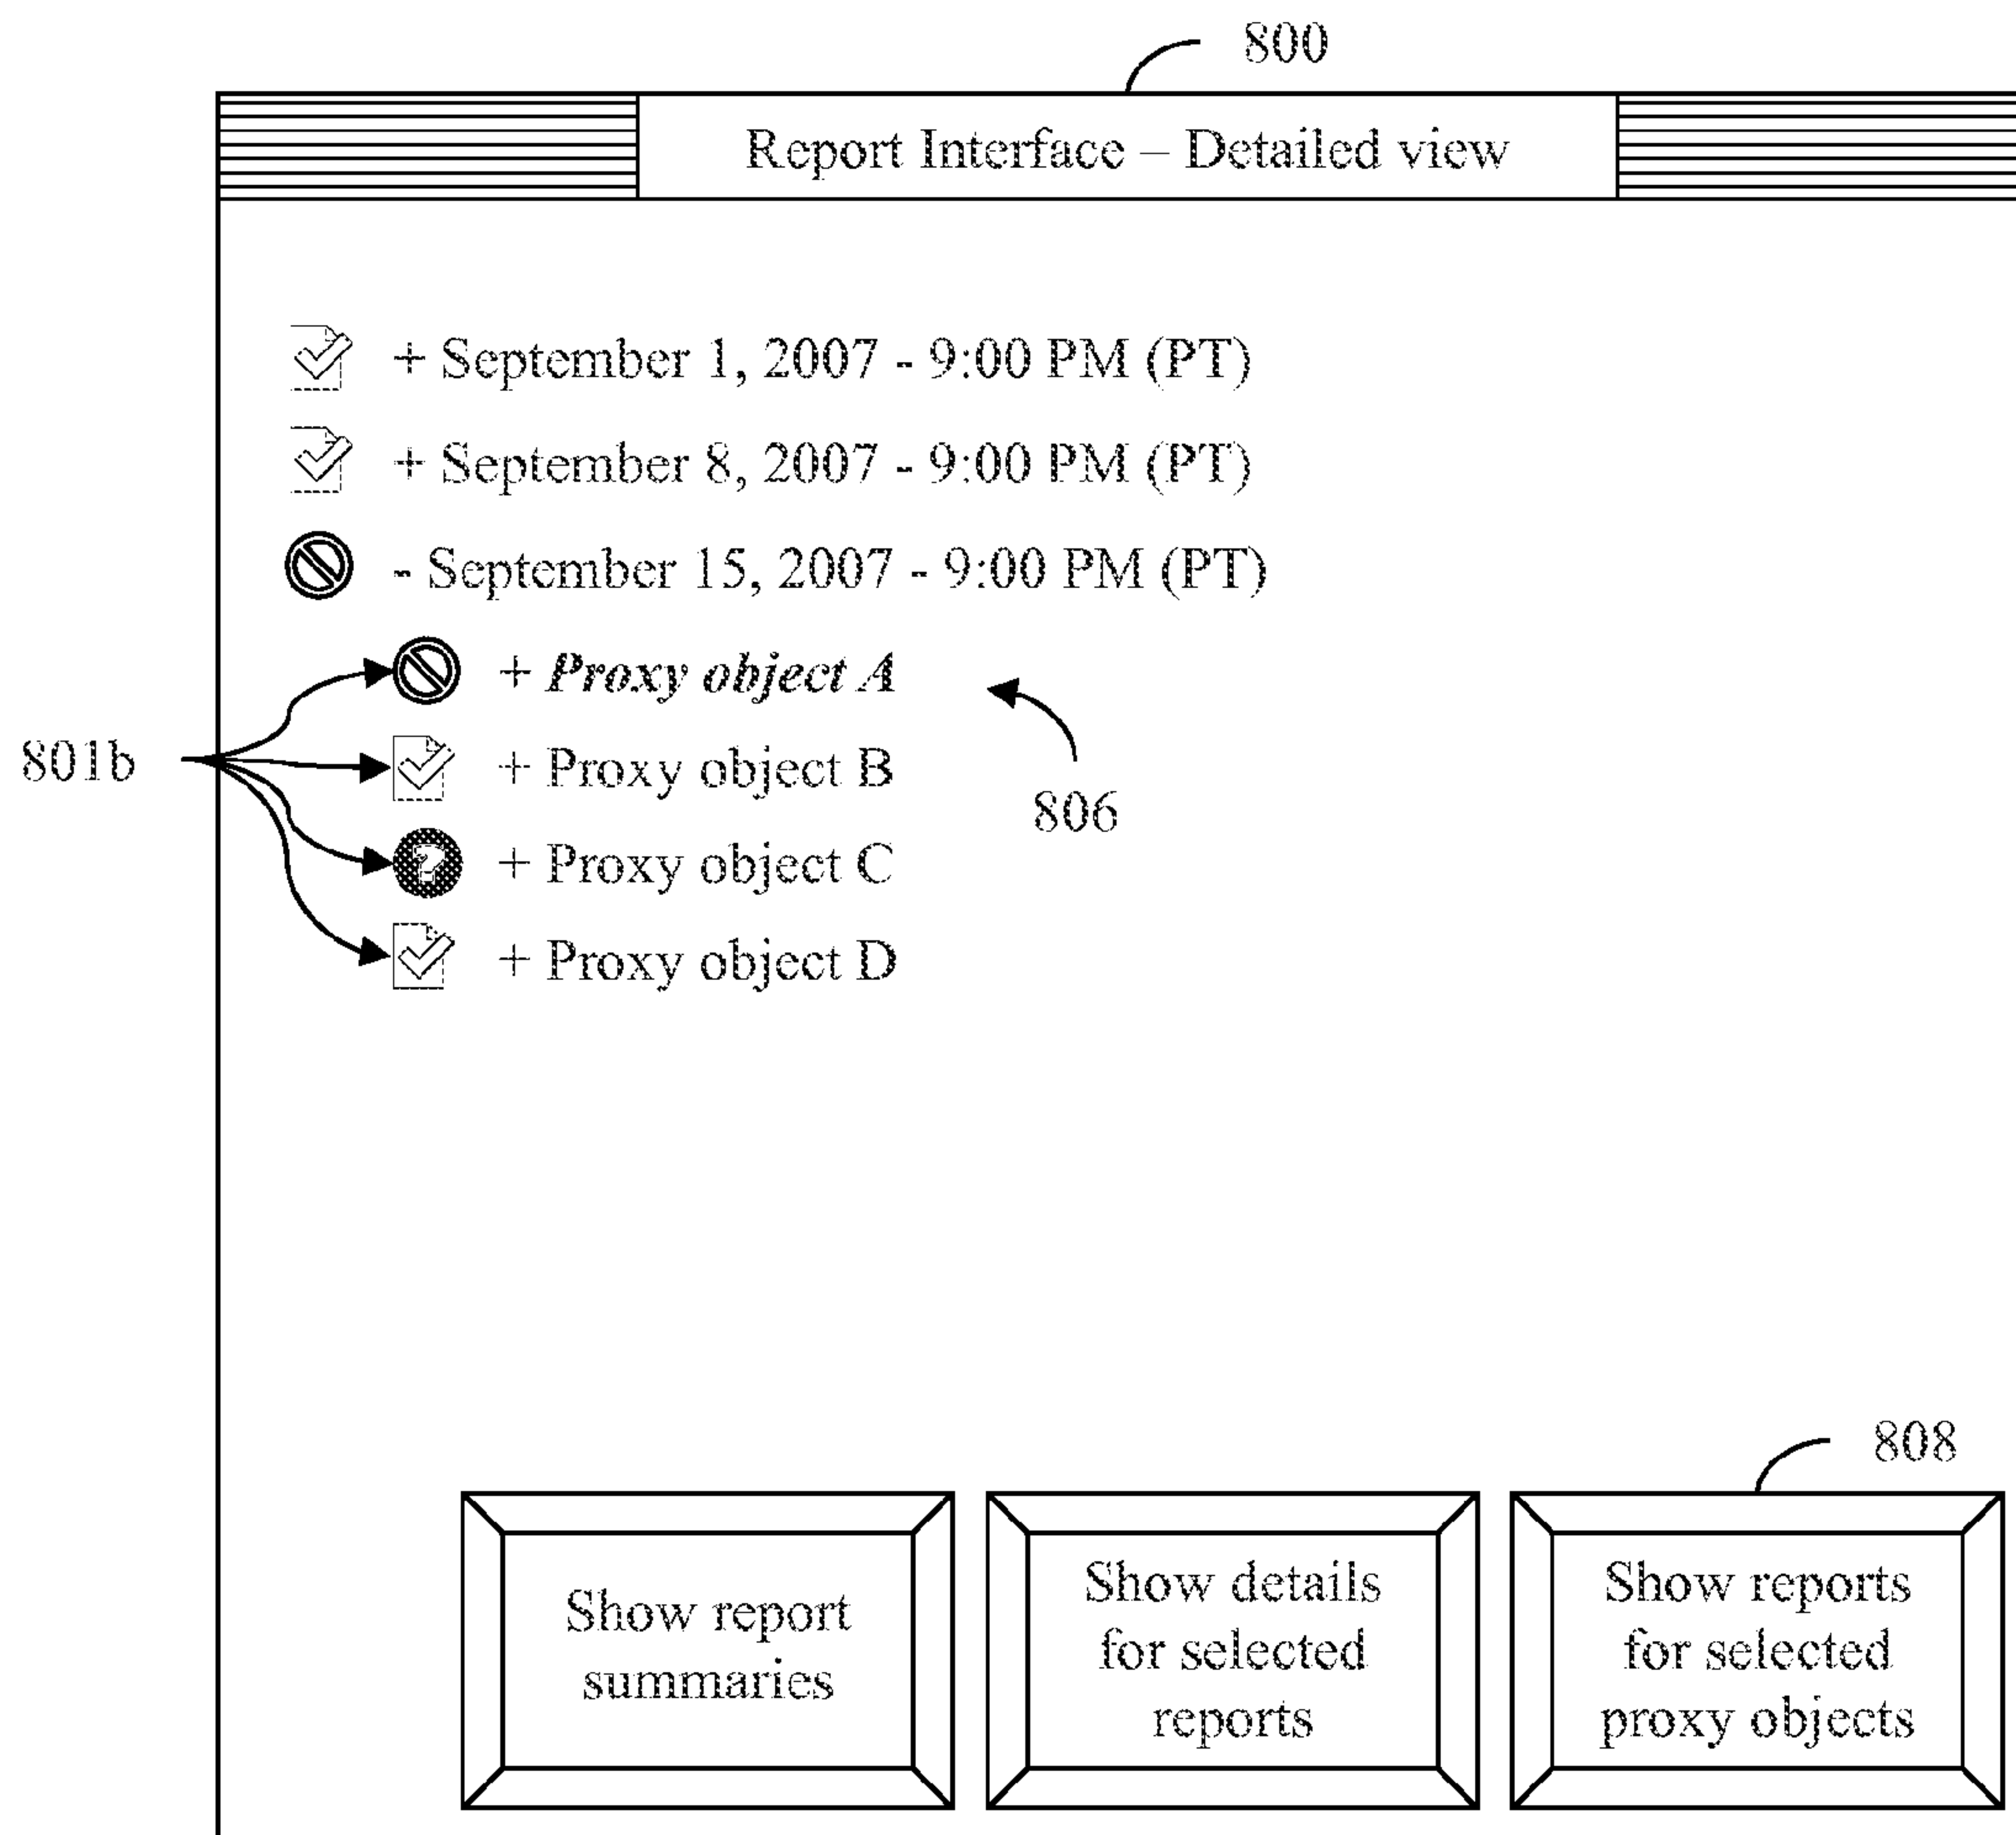 800
Report Interface – Detailed view
+ September 1, 2007 - 9:00 PM (PT)
+ September 8, 2007 - 9:00 PM (PT)
- September 15, 2007 - 9:00 PM (PT)
+ Proxy object A
801b
+ Proxy object B
806
?
+ Proxy object C
+ Proxy object D
808
Show report
summaries
Show details
for selected
reports
Show reports
for selected
proxy objects